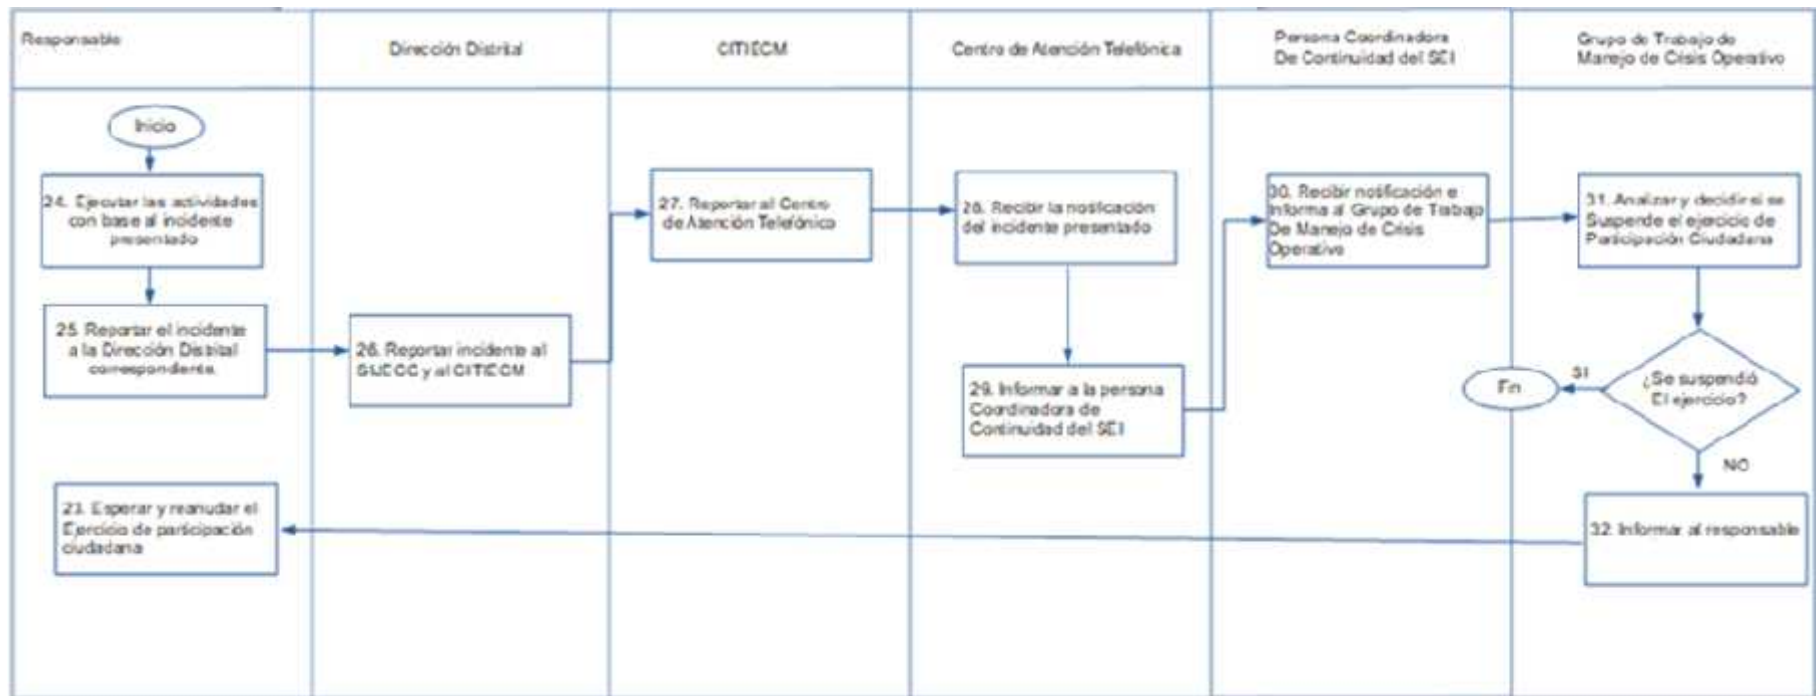 Responsable
Dirección Distrital
CITIECM
Centro de Atención Telefónica
Persona Coordinadora
De Continuidad del SEI
Grupo de Trabajo de
Manejo de Crisis Operativo
Inicio
24. Ejecutar las actividades
con base al incidente
presentado
25. Reportar el incidente
a la Dirección Distrital
correspondiente.
26. Reportar incidente al
y al CITIECM
27. Reportar al Centro
de Atención Telefónica
28. Recibir la notificación
del incidente presentado
29. Informar a la persona
Coordinadora de
Continuidad del SEI
30. Recibir notificación e
Informa al Grupo de Trabajo
De Manejo de Crisis
Operativo
31. Analizar y decidir si se
Suspende el ejercicio de
Participación Ciudadana
¿Se suspendió
El ejercicio?
SI
Fin
NO
32. Informar al responsable
23. Esperar y reanudar el
Ejercicio de participación
ciudadana